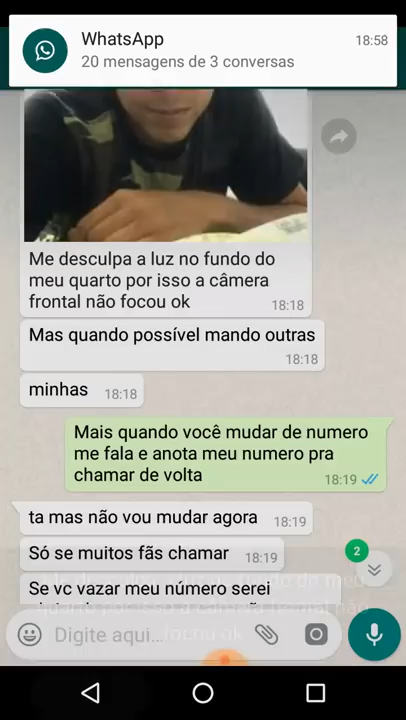 WhatsApp
18:58
20 mensagens de 3 conversas
Me desculpa a luz no fundo do
meu quarto por isso a câmera
frontal não focou ok
18:18
Mas quando possível mando outras
18:18
minhas
18:18
Mais quando você mudar de numero
me fala e anota meu numero pra
chamar de volta
18:19
ta mas não vou mudar agora
18:19
Só se muitos fãs chamar
18:19
2
Se vc vazar meu número serei
Digite aqui...
focou ok